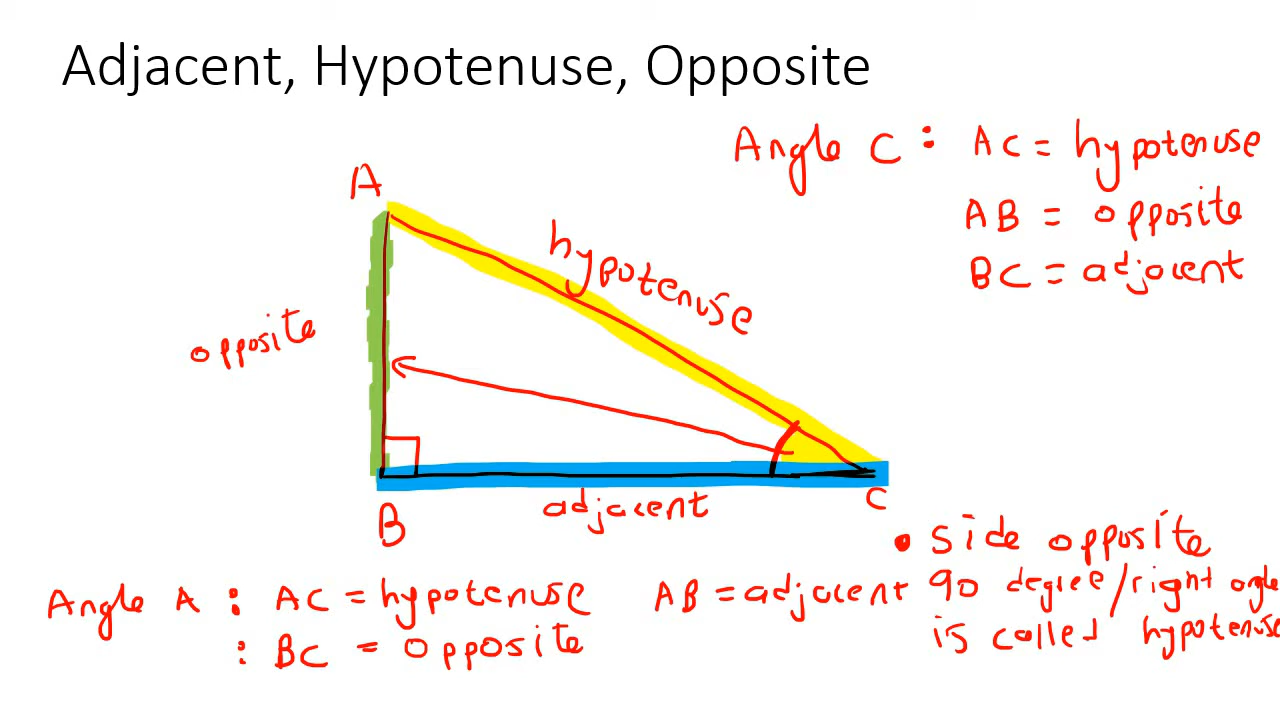 Adjacent, Hypotenuse, Opposite
Angle C : AC = hypotenuse
AB = opposite
BC = adjacent
A
hypotenuse
opposite
B
adjacent
C
• side opposite
90 degree/right angle
is called hypotenuse
Angle A : AC = hypotenuse AB = adjacent
: BC = opposite